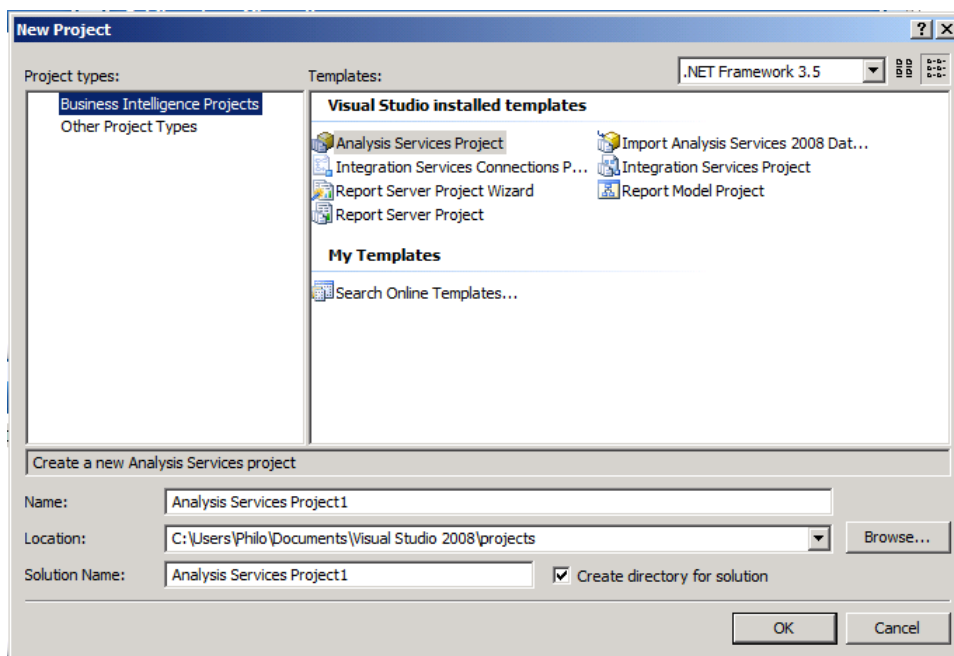 New Project
Project types:
Templates:
.NET Framework 3.5
Business Intelligence Projects
Other Project Types
Visual Studio installed templates
Analysis Services Project
Import Analysis Services 2008 Dat...
Integration Services Connections P...
Integration Services Project
Report Server Project Wizard
Report Model Project
Report Server Project
My Templates
Search Online Templates...
Create a new Analysis Services project
Name:
Analysis Services Project1
Location:
C:\Users\Philo\Documents\Visual Studio 2008\projects
Browse...
Solution Name:
Analysis Services Project1
Create directory for solution
OK
Cancel